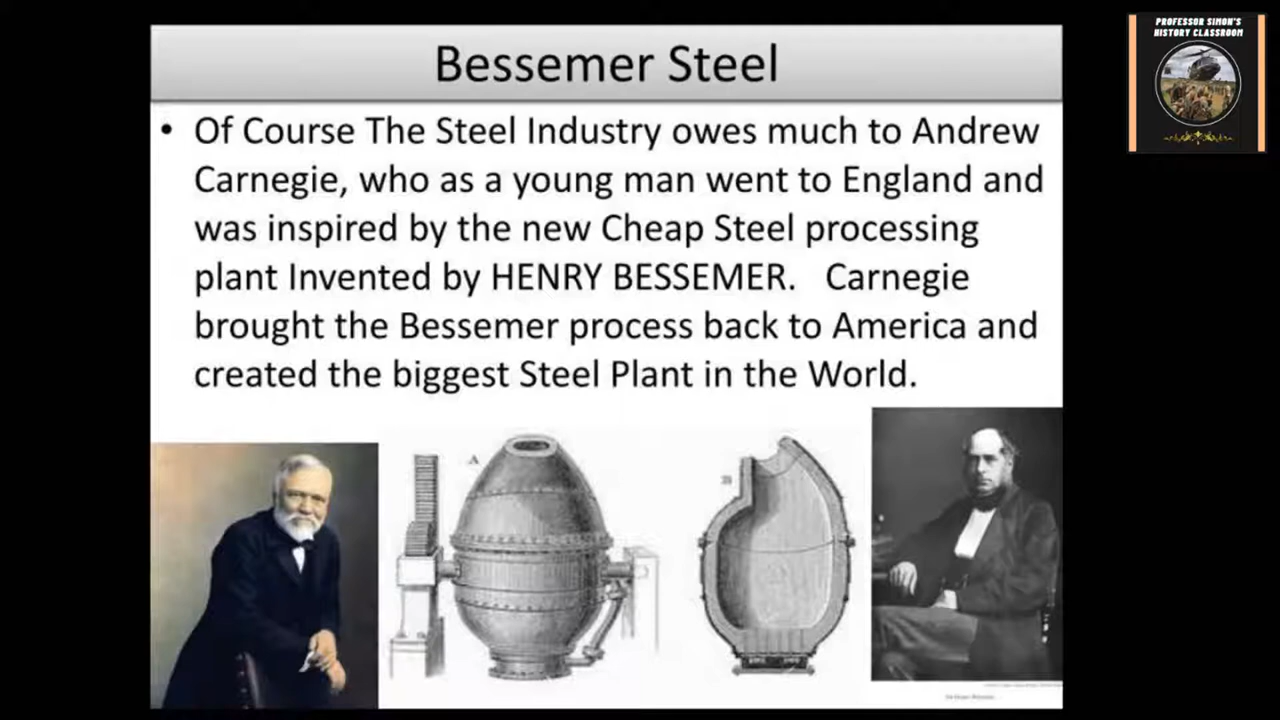 Bessemer Steel
• Of Course The Steel Industry owes much to Andrew
Carnegie, who as a young man went to England and
was inspired by the new Cheap Steel processing
plant Invented by HENRY BESSEMER. Carnegie
brought the Bessemer process back to America and
created the biggest Steel Plant in the World.
A
B
PROFESSOR SIMON'S
HISTORY CLASSROOM